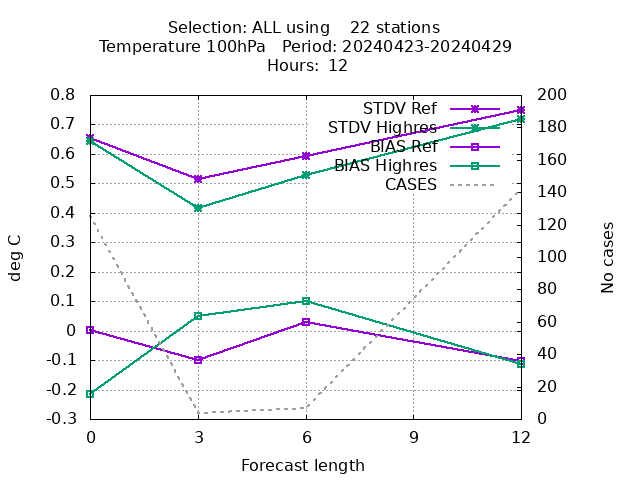 Selection: ALL using    22 stations
Temperature 100hPa   Period: 20240423-20240429
Hours: 12
0.8
0.7
0.6
0.5
0.4
0.3
0.2
0.1
0
-0.1
-0.2
-0.3
deg C
STDV Ref
STDV Highres
BIAS Ref
BIAS Highres
CASES
200
180
160
140
120
100
80
60
40
20
0
No cases
0
3
6
9
12
Forecast length